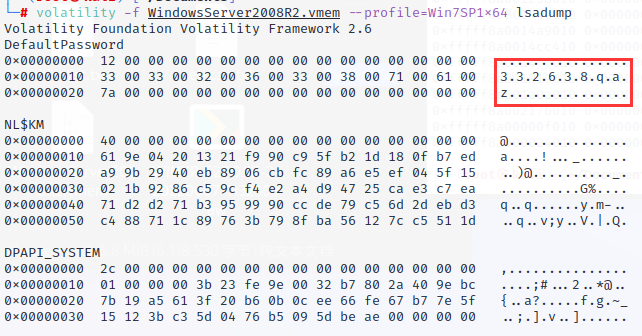 └─# volatility -f WindowsServer2008R2.vmem --profile=Win7SP1×64 lsadump
Volatility Foundation Volatility Framework 2.6
DefaultPassword
0×00000000  12 00 00 00 00 00 00 00 00 00 00 00 00 00 00 00   ................
0×00000010  33 00 33 00 32 00 36 00 33 00 38 00 71 00 61 00   3.3.2.6.3.8.q.a.
0×00000020  7a 00 00 00 00 00 00 00 00 00 00 00 00 00 00 00   z...............
NL$KM
0×00000000  40 00 00 00 00 00 00 00 00 00 00 00 00 00 00 00   @...............
0×00000010  61 9e 04 20 13 21 f9 90 c9 5f b2 1d 18 0f b7 ed   a....!..._......
0×00000020  a9 9b 29 40 eb 89 06 cb fc 89 a6 e5 ef 04 5f 15   ..)@.........._.
0×00000030  02 1b 92 86 c5 9c f4 e2 a4 d9 47 25 ca e3 c7 ea   ..........G%....
0×00000040  71 d2 d2 71 b3 95 99 90 cc de 79 c5 6d 2d eb d3   q..q......y.m-..
0×00000050  c4 88 71 1c 89 76 3b 79 8f ba 56 12 7c c5 51 1d   ..q..v;y..V.|.Q.
DPAPI_SYSTEM
0×00000000  2c 00 00 00 00 00 00 00 00 00 00 00 00 00 00 00   ,...............
0×00000010  01 00 00 00 3b 23 fe 9e 00 32 b7 80 2a 40 9e bc   ....;#...2..*@..
0×00000020  7b 19 a5 61 3f 20 b6 0b 0c ee 66 fe 67 b7 7e 5f   {..a?.....f.g.~_
0×00000030  15 12 3b c3 5d 04 76 b5 09 5d be ae 00 00 00 00   ..;.].v..]......